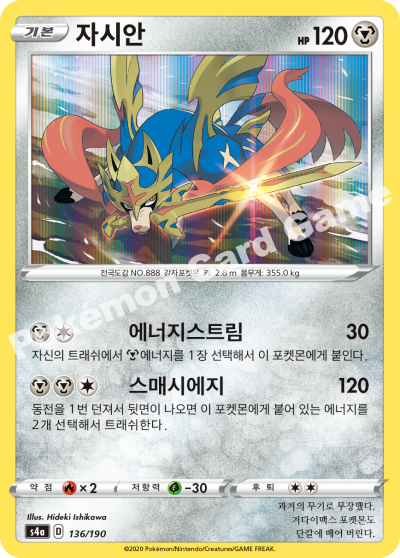 기본 자시안 HP 120
전국도감 NO.888 강자포켓몬 키: 2.8 m 몸무게: 355.0 kg
Pokémon Card Game
에너지스트림 30
자신의 트래쉬에서 에너지를 1장 선택해서 이 포켓몬에게 붙인다.
스매시에지 120
동전을 1번 던져서 뒷면이 나오면 이 포켓몬에게 붙어 있는 에너지를
2개 선택해서 트래쉬한다.
약점 ×2 저항력 -30 후퇴
Illus. Hideki Ishikawa
s4a D 136/190
과거의 무기로 무장했다.
거다이맥스 포켓몬도
단칼에 베어 버린다.
©2020 Pokémon/Nintendo/Creatures/GAME FREAK.